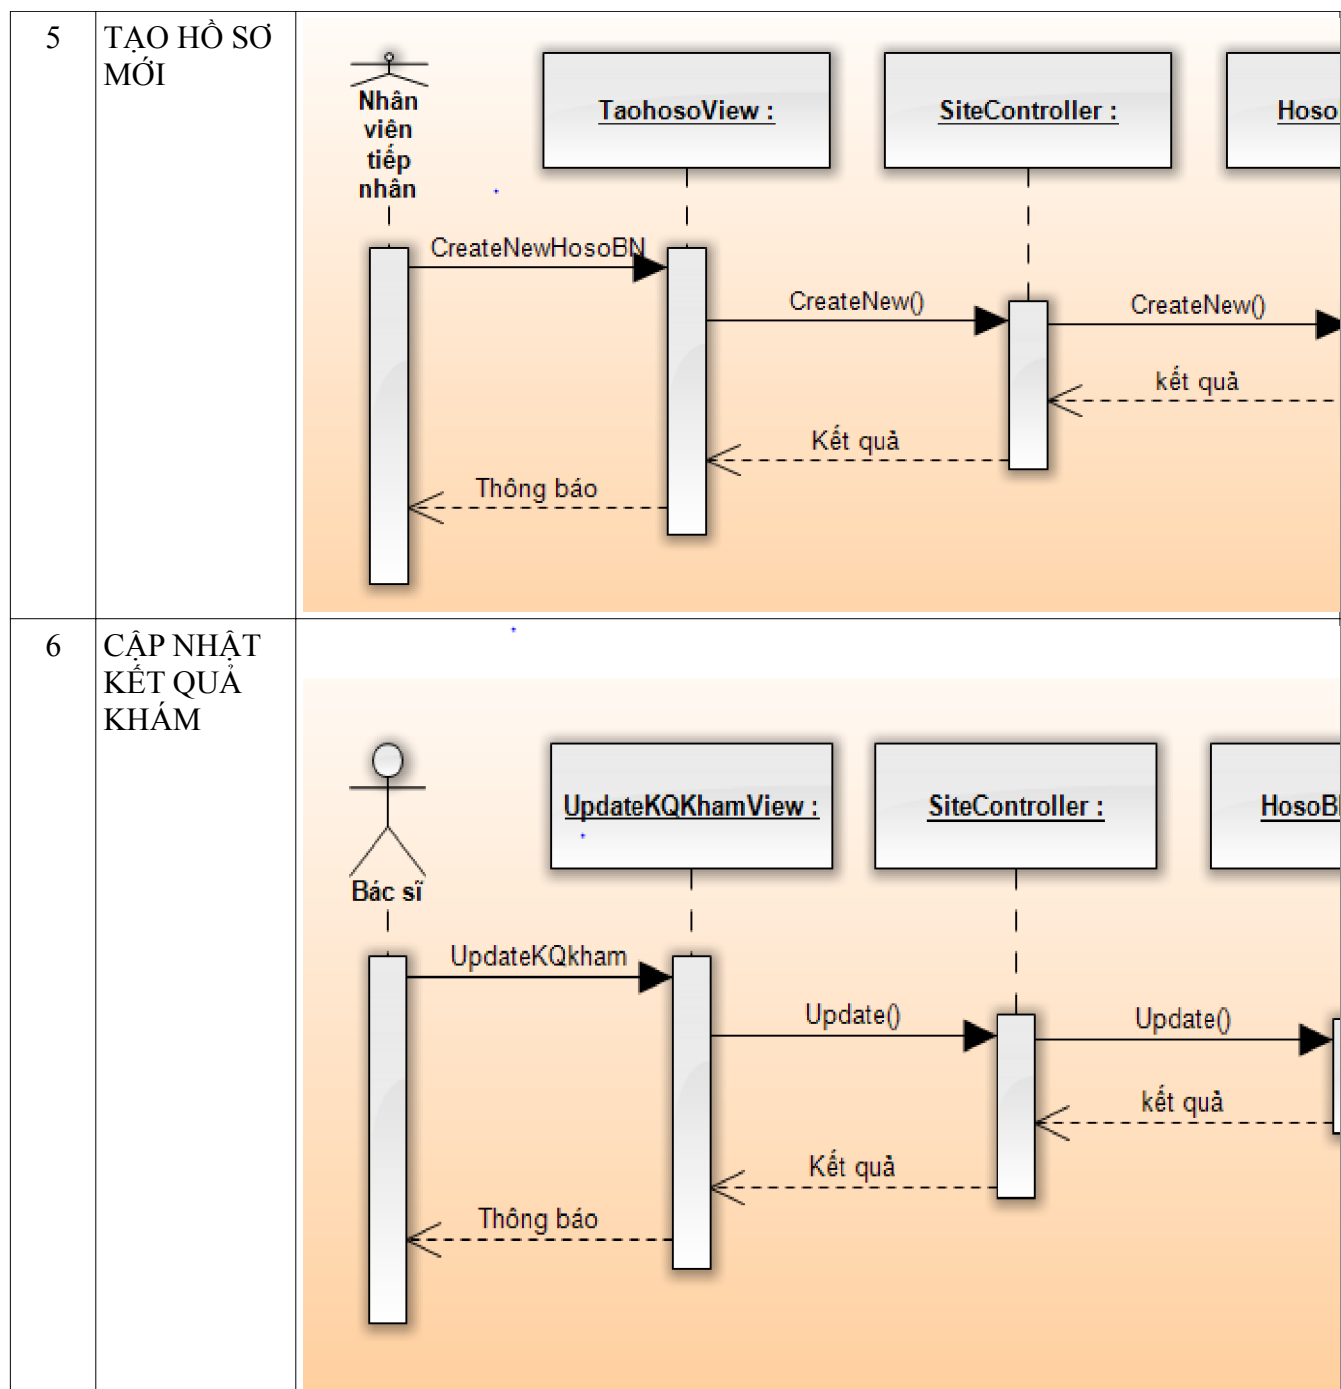 5
TẠO HỒ SƠ
MỚI
Nhân
viên
tiếp
nhân
TaohosoView :
SiteController :
Hoso
CreateNewHosoBN
CreateNew()
CreateNew()
kết quả
Kết quả
Thông báo
6
CẬP NHẬT
KẾT QUẢ
KHÁM
Bác sĩ
UpdateKQKhamView :
SiteController :
HosoB
UpdateKQkham
Update()
Update()
kết quả
Kết quả
Thông báo